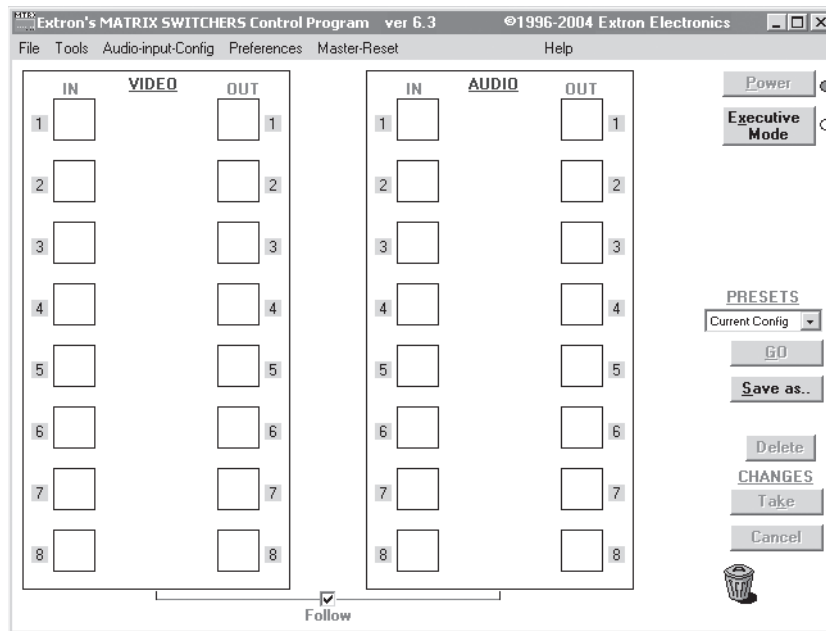 Extron's MATRIX SWITCHERS Control Program ver 6.3 ©1996-2004 Extron Electronics
File Tools Audio-input-Config Preferences Master-Reset Help
IN VIDEO OUT
1 1
2 2
3 3
4 4
5 5
6 6
7 7
8 8
IN AUDIO OUT
1 1
2 2
3 3
4 4
5 5
6 6
7 7
8 8
Follow
Power
Executive
Mode
PRESETS
Current Config
GO
Save as..
Delete
CHANGES
Take
Cancel